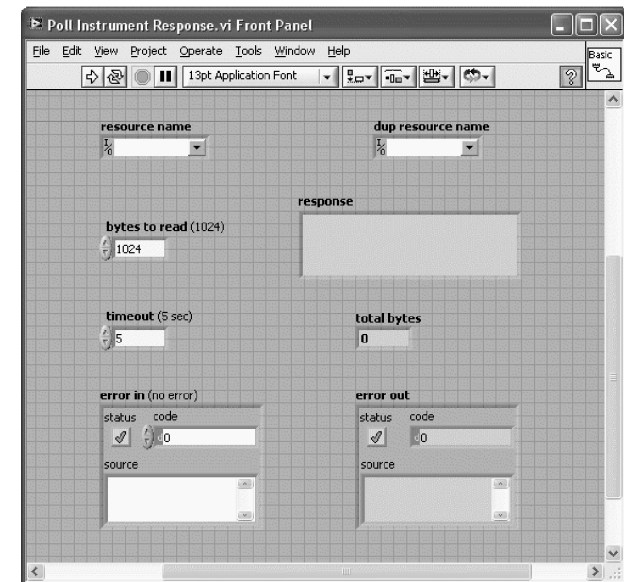 Poll Instrument Response.vi Front Panel
File Edit View Project Operate Tools Window Help
13pt Application Font
Basic
resource name
dup resource name
I/O
I/O
response
bytes to read (1024)
1024
timeout (5 sec)
5
total bytes
0
error in (no error)
status code
d0
source
error out
status code
d0
source